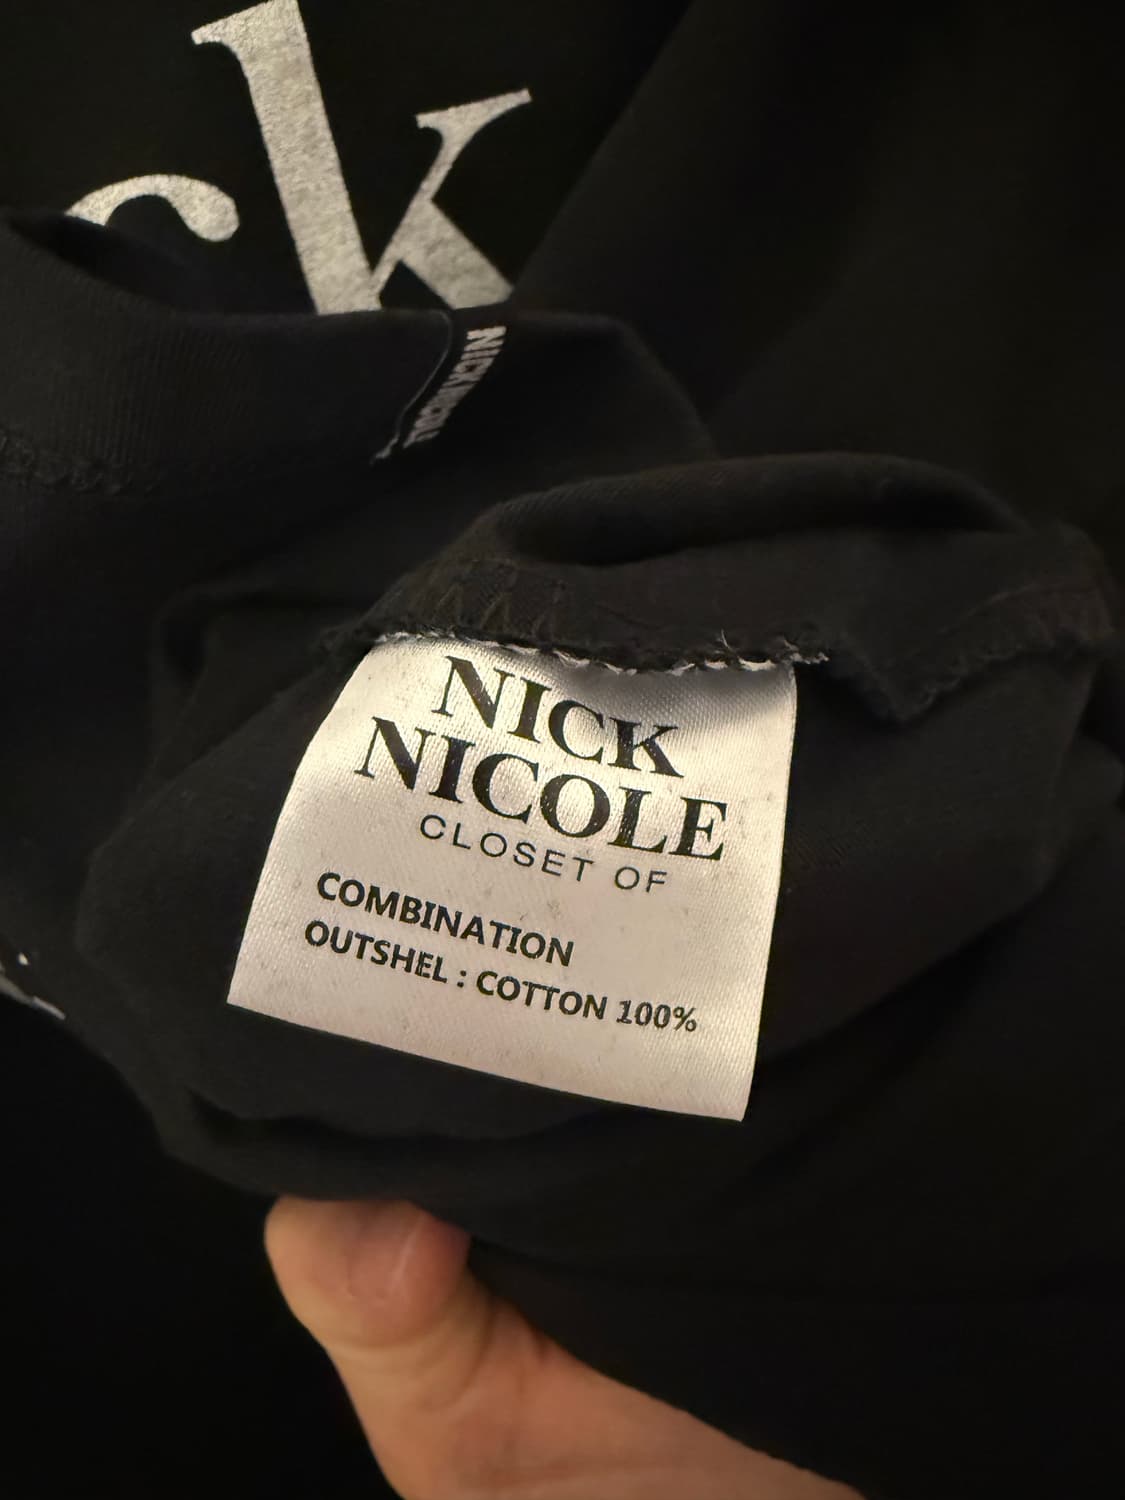 ck
NICK NICOLE
NICK
NICOLE
CLOSET OF
COMBINATION
OUTSHEL : COTTON 100%